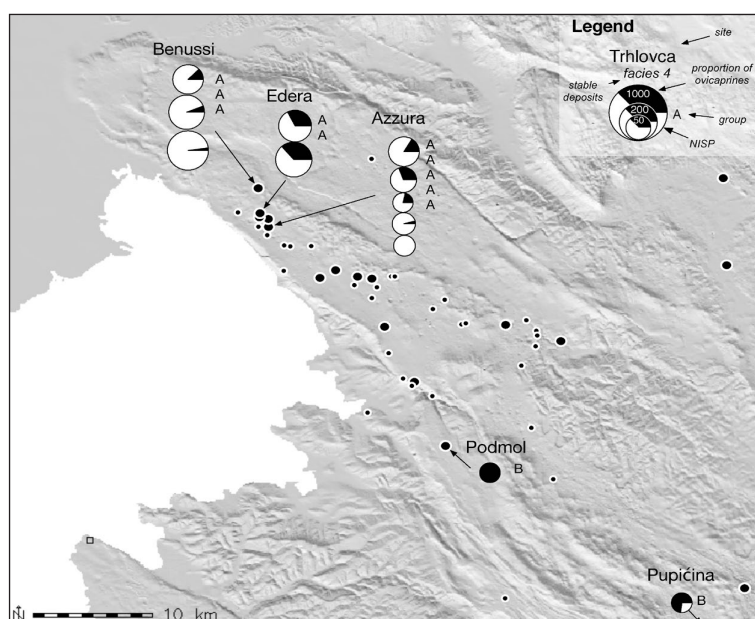 Benussi
A
A
A
Edera
A
A
Azzura
A
A
A
A
Legend
site
Trhlovca
facies 4
stable
deposits
proportion of
ovicaprines
1000
200
50
A
group
NISP
Podmol
B
Pupičina
B
N
10 km